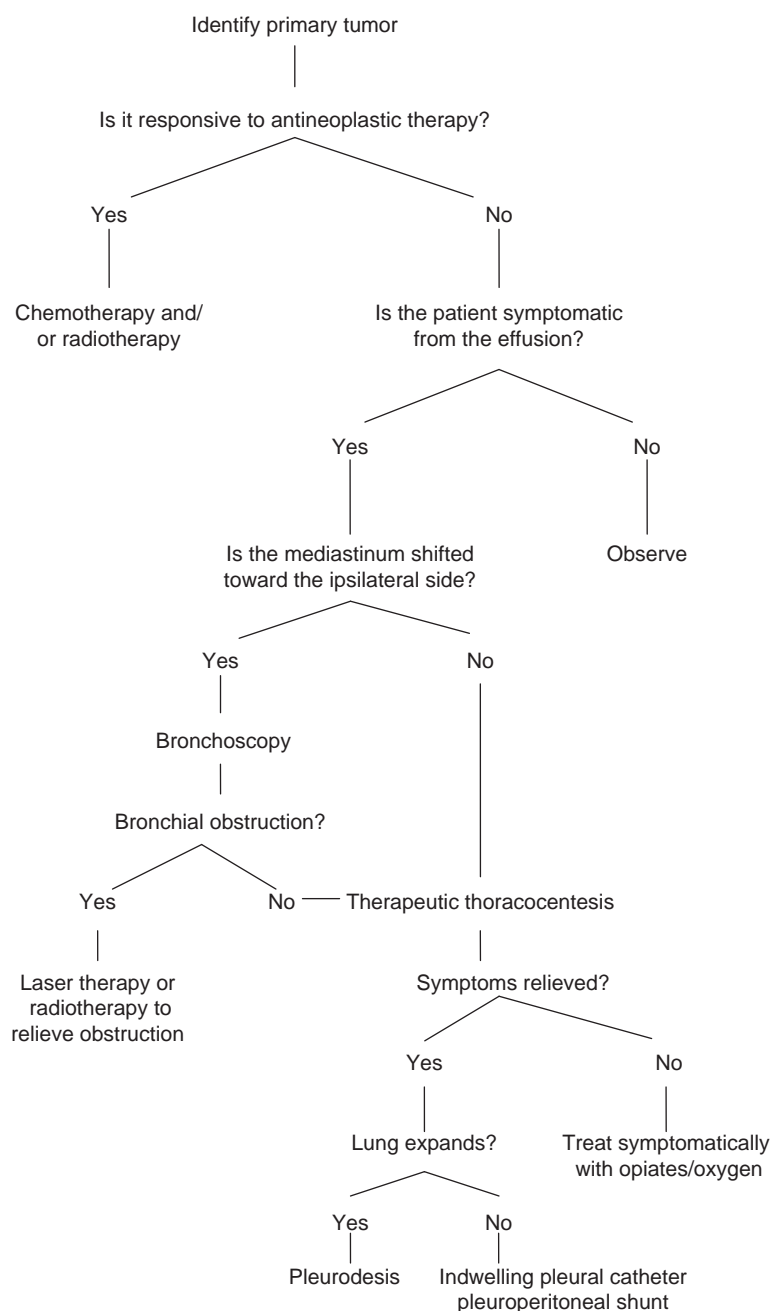 Identify primary tumor
Is it responsive to antineoplastic therapy?
Yes
No
Chemotherapy and/
or radiotherapy
Is the patient symptomatic
from the effusion?
Yes
No
Is the mediastinum shifted
toward the ipsilateral side?
Observe
Yes
No
Bronchoscopy
Bronchial obstruction?
Yes
No
Therapeutic thoracocentesis
Laser therapy or
radiotherapy to
relieve obstruction
Symptoms relieved?
Yes
No
Lung expands?
Treat symptomatically
with opiates/oxygen
Yes
No
Pleurodesis
Indwelling pleural catheter
pleuroperitoneal shunt